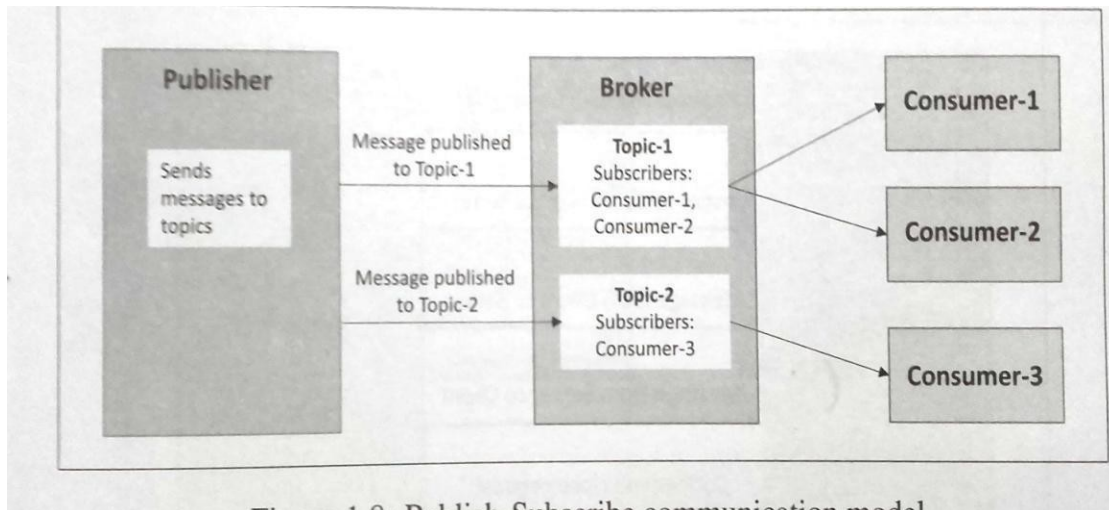 Publisher
Sends
messages to
topics
Message published
to Topic-1
Message published
to Topic-2
Broker
Topic-1
Subscribers:
Consumer-1,
Consumer-2
Topic-2
Subscribers:
Consumer-3
Consumer-1
Consumer-2
Consumer-3
Publish-Subscribe communication model